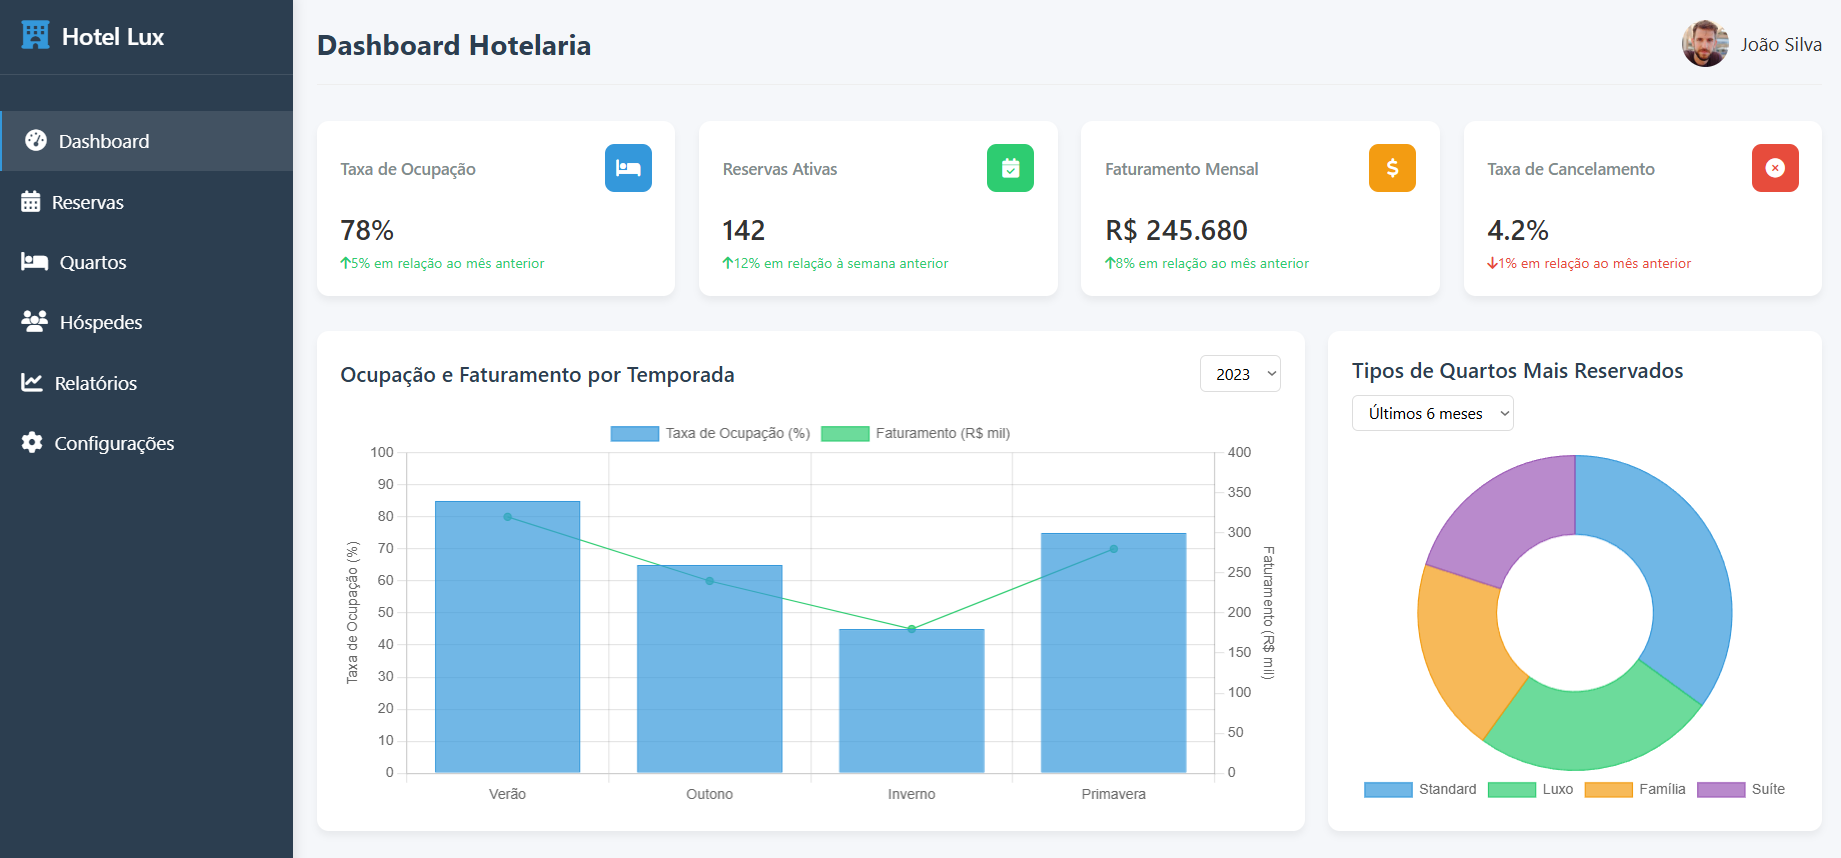 Hotel Lux
Dashboard
Reservas
Quartos
Hóspedes
Relatórios
Configurações
Dashboard Hotelaria
João Silva
Taxa de Ocupação
78%
5% em relação ao mês anterior
Reservas Ativas
142
12% em relação à semana anterior
Faturamento Mensal
R$ 245.680
8% em relação ao mês anterior
Taxa de Cancelamento
4.2%
1% em relação ao mês anterior
Ocupação e Faturamento por Temporada
2023
Taxa de Ocupação (%) Faturamento (R$ mil)
Taxa de Ocupação (%)
100
90
80
70
60
50
40
30
20
10
0
400
350
300
250
200
150
100
50
0
Faturamento (R$ mil)
Verão Outono Inverno Primavera
Tipos de Quartos Mais Reservados
Últimos 6 meses
Standard Luxo Família Suíte